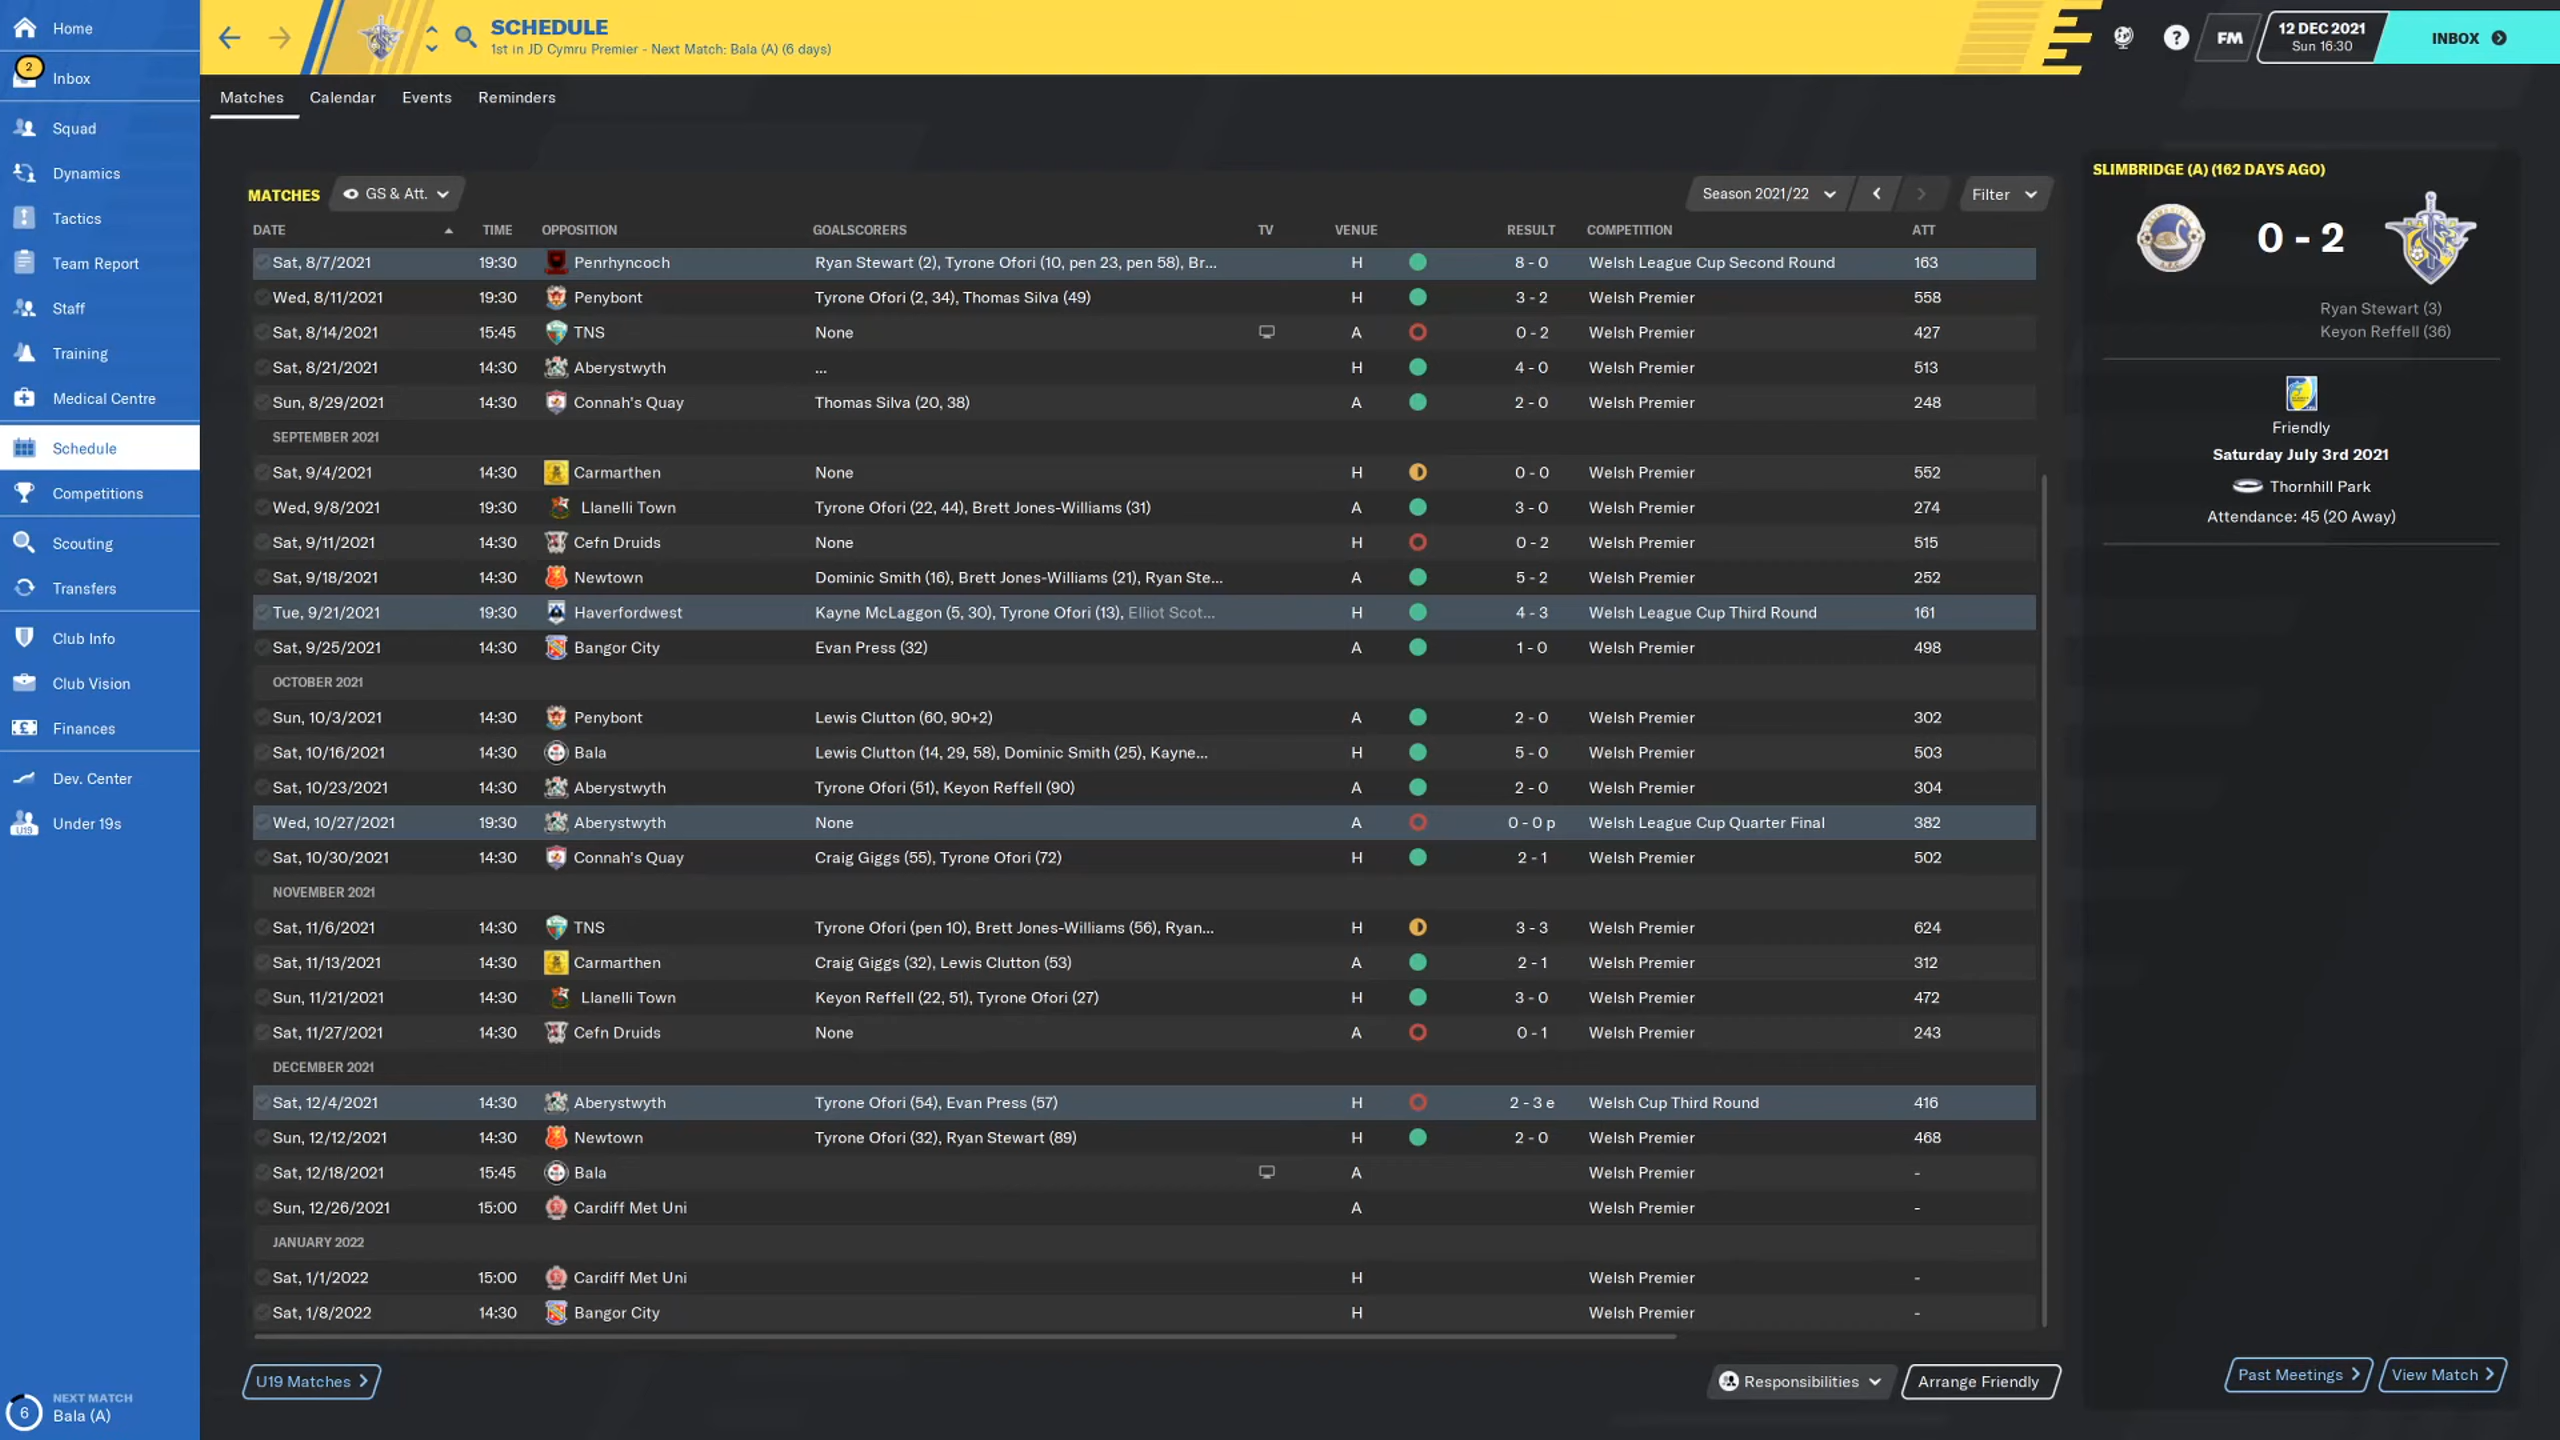 Home
2
Inbox
Squad
Dynamics
Tactics
Team Report
Staff
Training
Medical Centre
Schedule
Competitions
Scouting
Transfers
Club Info
Club Vision
Finances
Dev. Center
U19
Under 19s
6
NEXT MATCH
Bala (A)
SCHEDULE
1st in JD Cymru Premier - Next Match: Bala (A) (6 days)
?
FM
12 DEC 2021
Sun 16:30
INBOX
Matches Calendar Events Reminders
MATCHES GS & Att. Season 2021/22 Filter
DATE TIME OPPOSITION GOALSCORERS TV VENUE RESULT COMPETITION ATT
Sat, 8/7/2021 19:30 Penrhyncoch Ryan Stewart (2), Tyrone Ofori (10, pen 23, pen 58), Br... H 8 - 0 Welsh League Cup Second Round 163
Wed, 8/11/2021 19:30 Penybont Tyrone Ofori (2, 34), Thomas Silva (49) H 3 - 2 Welsh Premier 558
Sat, 8/14/2021 15:45 TNS None A 0 - 2 Welsh Premier 427
Sat, 8/21/2021 14:30 Aberystwyth ... H 4 - 0 Welsh Premier 513
Sun, 8/29/2021 14:30 Connah's Quay Thomas Silva (20, 38) A 2 - 0 Welsh Premier 248
SEPTEMBER 2021
Sat, 9/4/2021 14:30 Carmarthen None H 0 - 0 Welsh Premier 552
Wed, 9/8/2021 19:30 Llanelli Town Tyrone Ofori (22, 44), Brett Jones-Williams (31) A 3 - 0 Welsh Premier 274
Sat, 9/11/2021 14:30 Cefn Druids None H 0 - 2 Welsh Premier 515
Sat, 9/18/2021 14:30 Newtown Dominic Smith (16), Brett Jones-Williams (21), Ryan Ste... A 5 - 2 Welsh Premier 252
Tue, 9/21/2021 19:30 Haverfordwest Kayne McLaggon (5, 30), Tyrone Ofori (13), Elliot Scot... H 4 - 3 Welsh League Cup Third Round 161
Sat, 9/25/2021 14:30 Bangor City Evan Press (32) A 1 - 0 Welsh Premier 498
OCTOBER 2021
Sun, 10/3/2021 14:30 Penybont Lewis Clutton (60, 90+2) A 2 - 0 Welsh Premier 302
Sat, 10/16/2021 14:30 Bala Lewis Clutton (14, 29, 58), Dominic Smith (25), Kayne... H 5 - 0 Welsh Premier 503
Sat, 10/23/2021 14:30 Aberystwyth Tyrone Ofori (51), Keyon Reffell (90) A 2 - 0 Welsh Premier 304
Wed, 10/27/2021 19:30 Aberystwyth None A 0 - 0 p Welsh League Cup Quarter Final 382
Sat, 10/30/2021 14:30 Connah's Quay Craig Giggs (55), Tyrone Ofori (72) H 2 - 1 Welsh Premier 502
NOVEMBER 2021
Sat, 11/6/2021 14:30 TNS Tyrone Ofori (pen 10), Brett Jones-Williams (56), Ryan... H 3 - 3 Welsh Premier 624
Sat, 11/13/2021 14:30 Carmarthen Craig Giggs (32), Lewis Clutton (53) A 2 - 1 Welsh Premier 312
Sun, 11/21/2021 14:30 Llanelli Town Keyon Reffell (22, 51), Tyrone Ofori (27) H 3 - 0 Welsh Premier 472
Sat, 11/27/2021 14:30 Cefn Druids None A 0 - 1 Welsh Premier 243
DECEMBER 2021
Sat, 12/4/2021 14:30 Aberystwyth Tyrone Ofori (54), Evan Press (57) H 2 - 3 e Welsh Cup Third Round 416
Sun, 12/12/2021 14:30 Newtown Tyrone Ofori (32), Ryan Stewart (89) H 2 - 0 Welsh Premier 468
Sat, 12/18/2021 15:45 Bala A Welsh Premier -
Sun, 12/26/2021 15:00 Cardiff Met Uni A Welsh Premier -
JANUARY 2022
Sat, 1/1/2022 15:00 Cardiff Met Uni H Welsh Premier -
Sat, 1/8/2022 14:30 Bangor City H Welsh Premier -
U19 Matches Responsibilities Arrange Friendly
SLIMBRIDGE (A) (162 DAYS AGO)
0 - 2
Ryan Stewart (3)
Keyon Reffell (36)
Friendly
Saturday July 3rd 2021
Thornhill Park
Attendance: 45 (20 Away)
Past Meetings View Match